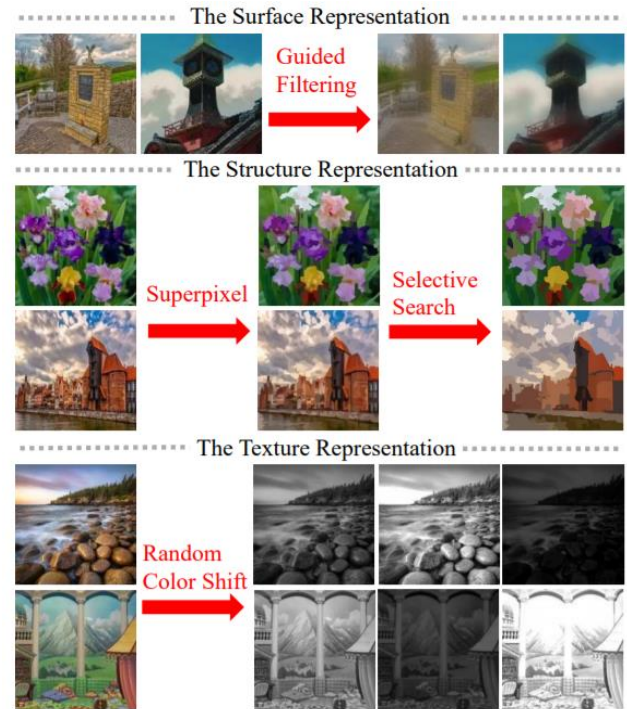 The Surface Representation
Guided
Filtering
The Structure Representation
Superpixel
Selective
Search
The Texture Representation
Random
Color Shift